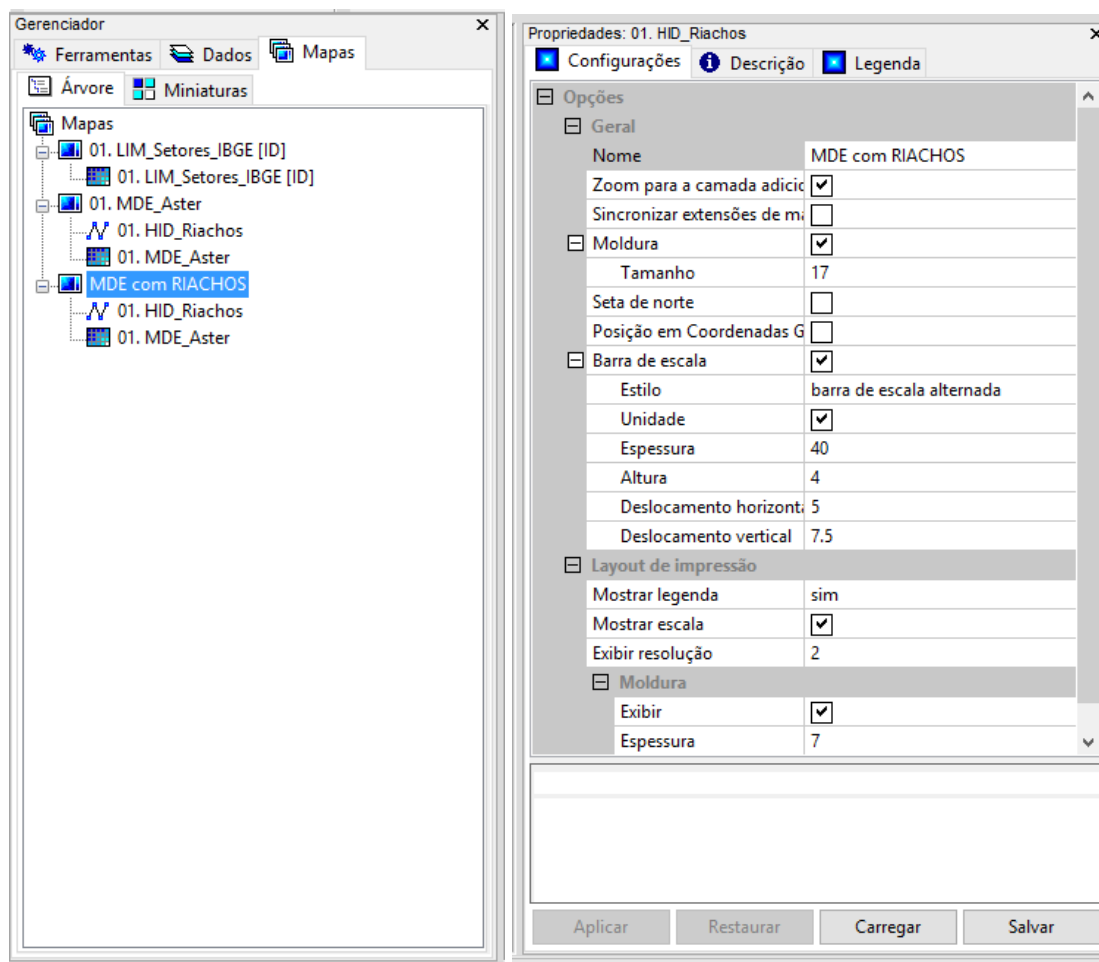 Gerenciador
Ferramentas Dados Mapas
Árvore Miniaturas
Mapas
01. LIM_Setores_IBGE [ID]
01. LIM_Setores_IBGE [ID]
01. MDE_Aster
01. HID_Riachos
01. MDE_Aster
MDE com RIACHOS
01. HID_Riachos
01. MDE_Aster
Propriedades: 01. HID_Riachos
Configurações Descrição Legenda
Opções
Geral
Nome MDE com RIACHOS
Zoom para a camada adicic
Sincronizar extensões de ma
Moldura
Tamanho 17
Seta de norte
Posição em Coordenadas G
Barra de escala
Estilo barra de escala alternada
Unidade
Espessura 40
Altura 4
Deslocamento horizonta 5
Deslocamento vertical 7.5
Layout de impressão
Mostrar legenda sim
Mostrar escala
Exibir resolução 2
Moldura
Exibir
Espessura 7
Aplicar Restaurar Carregar Salvar